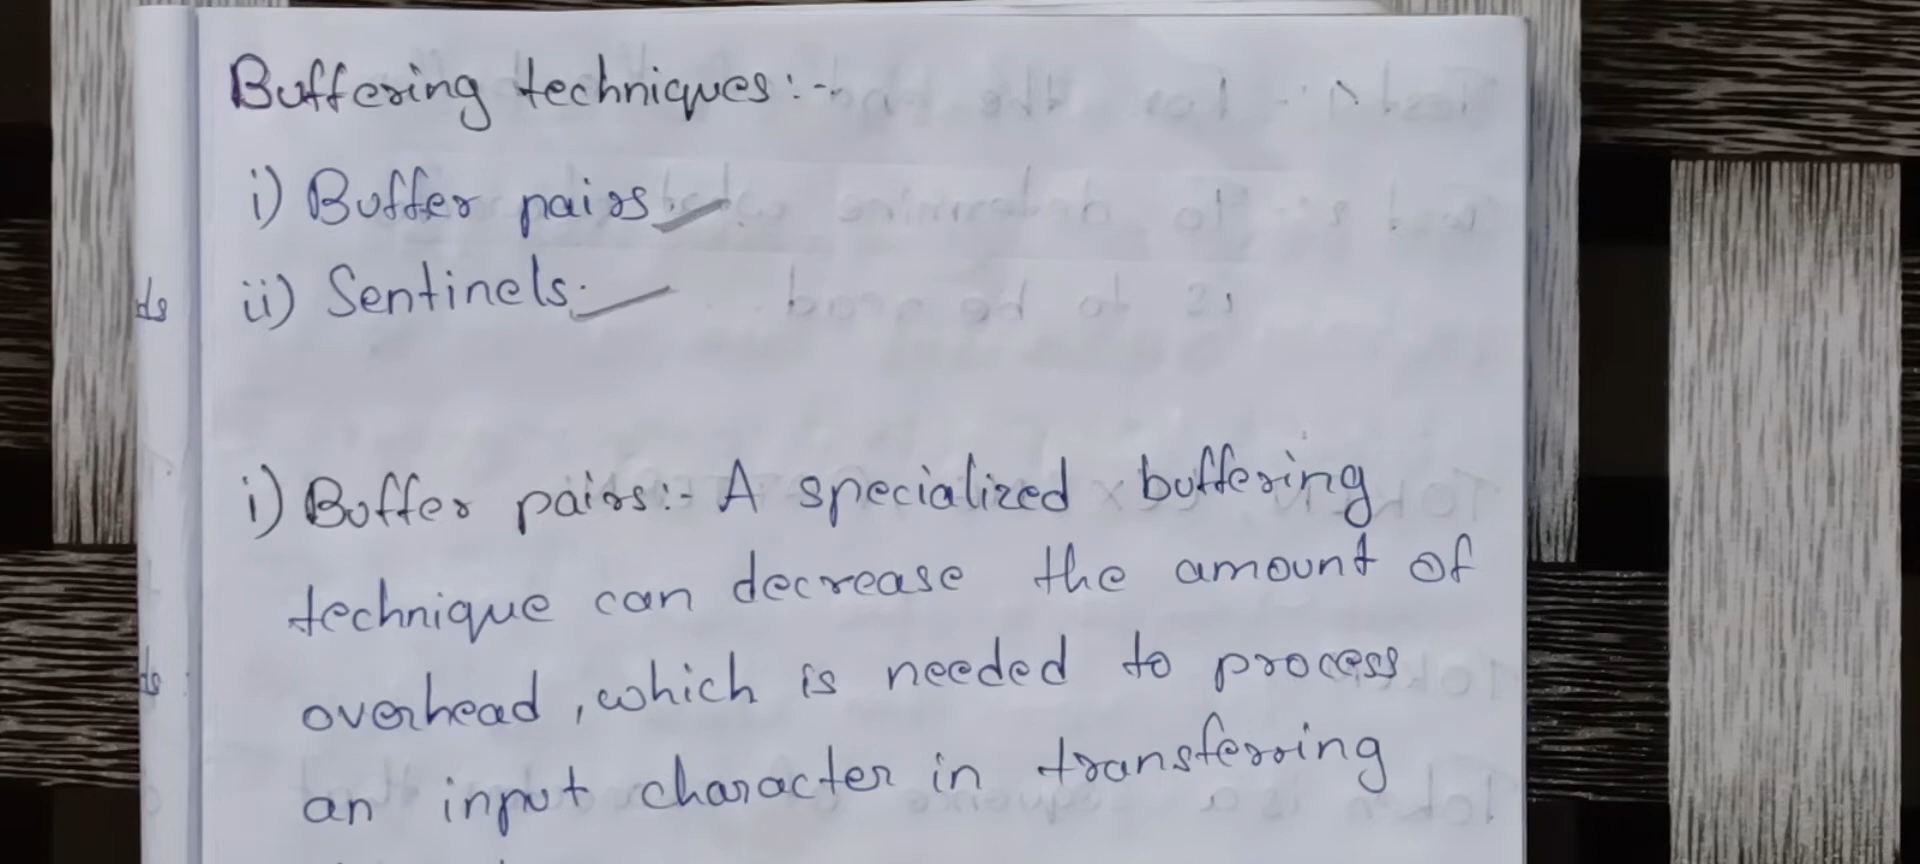 Buffering techniques:-
i) Buffer pairs
ii) Sentinels.
i) Buffer pairs:- A specialized buffering
technique can decrease the amount of
overhead, which is needed to process
an input character in transferring